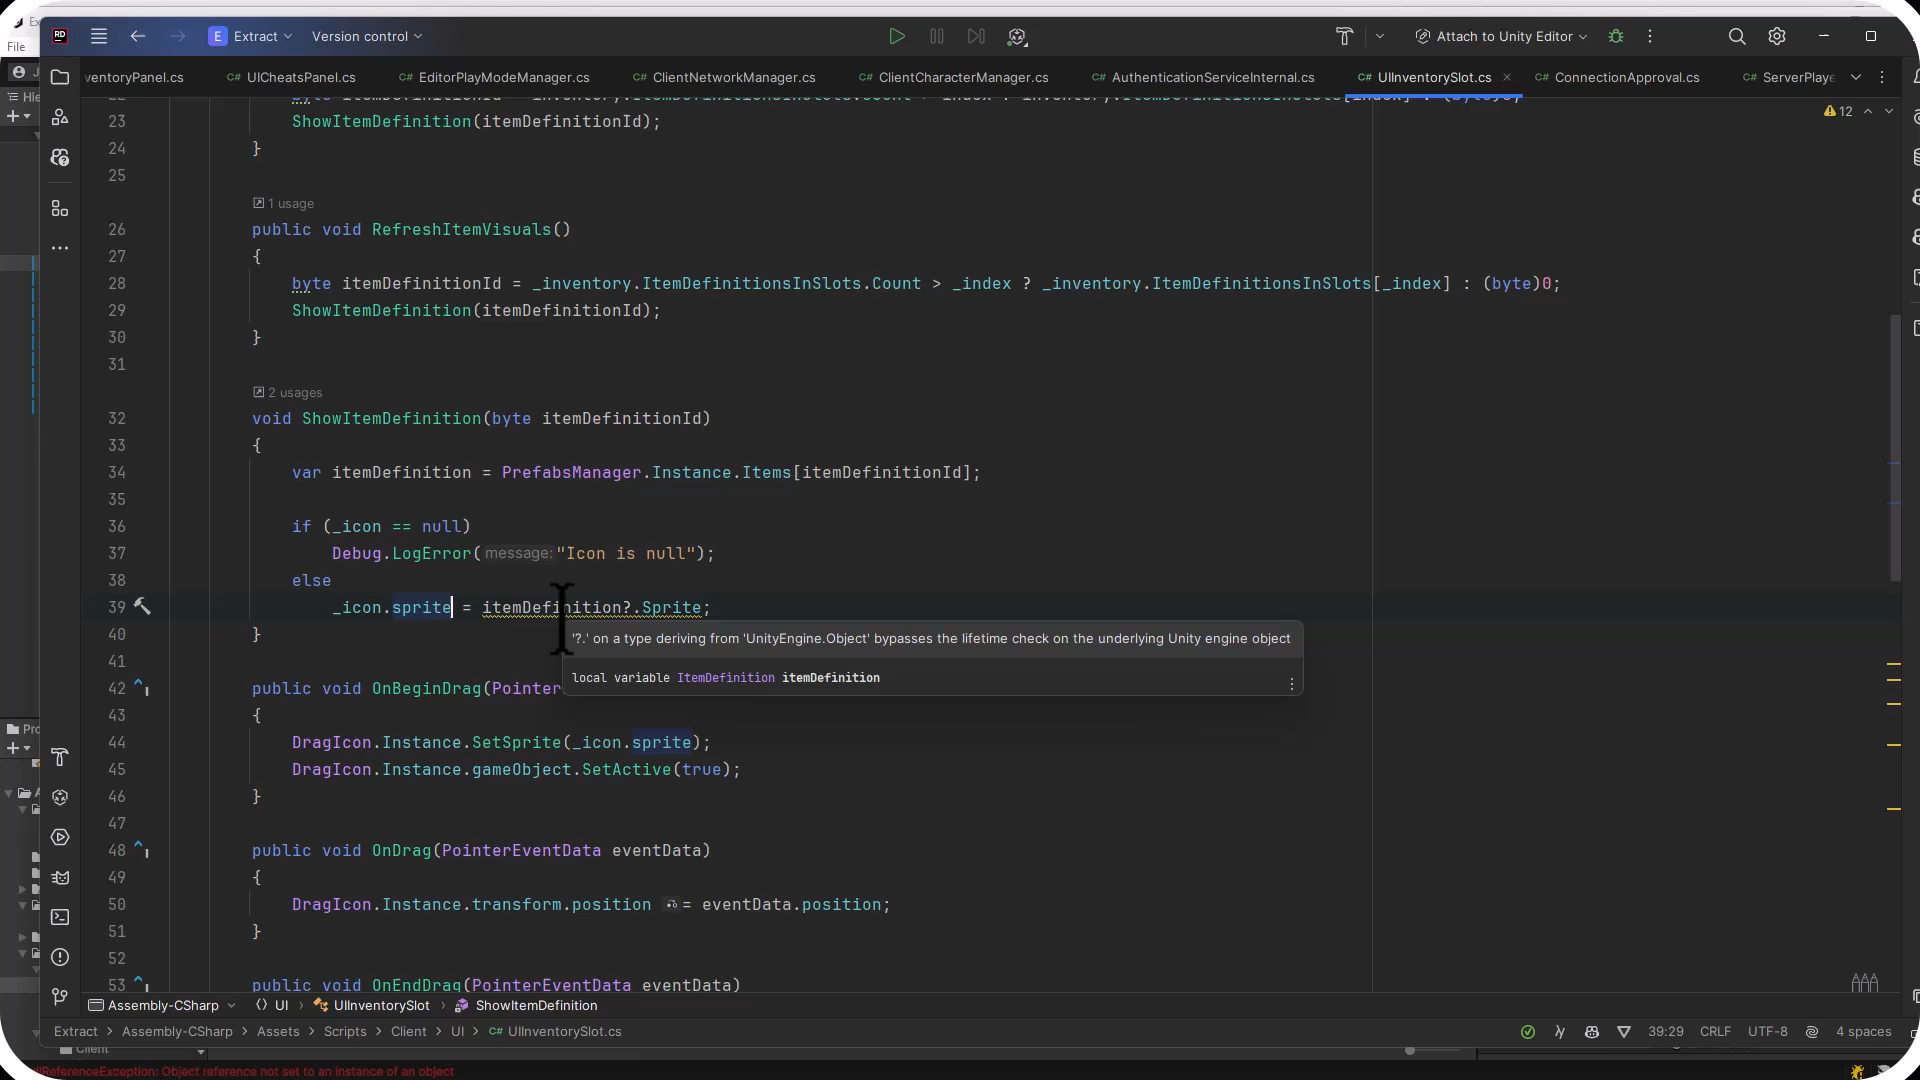 File
RD
E Extract
Version control
Attach to Unity Editor
ventoryPanel.cs
C# UICheatsPanel.cs
C# EditorPlayModeManager.cs
C# ClientNetworkManager.cs
C# ClientCharacterManager.cs
C# AuthenticationServiceInternal.cs
C# UIInventorySlot.cs
C# ConnectionApproval.cs
C# ServerPlaye
Hie
12
23 ShowItemDefinition(itemDefinitionId);
24 }
25
1 usage
26 public void RefreshItemVisuals()
27 {
28 byte itemDefinitionId = _inventory.ItemDefinitionsInSlots.Count > _index ? _inventory.ItemDefinitionsInSlots[_index] : (byte)0;
29 ShowItemDefinition(itemDefinitionId);
30 }
31
2 usages
32 void ShowItemDefinition(byte itemDefinitionId)
33 {
34 var itemDefinition = PrefabsManager.Instance.Items[itemDefinitionId];
35
36 if (_icon == null)
37 Debug.LogError( message: "Icon is null");
38 else
39 _icon.sprite = itemDefinition?.Sprite;
40 }
'?.' on a type deriving from 'UnityEngine.Object' bypasses the lifetime check on the underlying Unity engine object
local variable ItemDefinition itemDefinition
41
42 public void OnBeginDrag(Pointer
43 {
44 DragIcon.Instance.SetSprite(_icon.sprite);
45 DragIcon.Instance.gameObject.SetActive(true);
46 }
47
48 public void OnDrag(PointerEventData eventData)
49 {
50 DragIcon.Instance.transform.position = eventData.position;
51 }
52
53 public void OnEndDrag(PointerEventData eventData)
Pro
Assembly-CSharp
UI
UIInventorySlot
ShowItemDefinition
Extract > Assembly-CSharp > Assets > Scripts > Client > UI > C# UIInventorySlot.cs
39:29 CRLF UTF-8 4 spaces
Client
llReferenceException: Object reference not set to an instance of an object